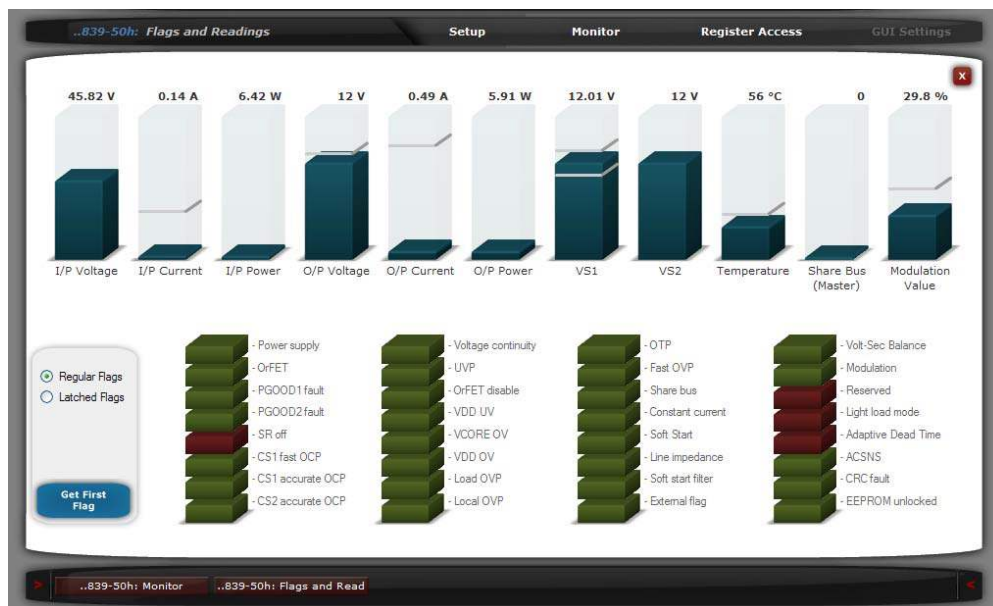 ..839-50h: Flags and Readings Setup Monitor Register Access GUI Settings
X
45.82 V 0.14 A 6.42 W 12 V 0.49 A 5.91 W 12.01 V 12 V 56 °C 0 29.8 %
I/P Voltage I/P Current I/P Power O/P Voltage O/P Current O/P Power VS1 VS2 Temperature Share Bus (Master) Modulation Value
Regular Flags
Latched Flags
Get First
Flag
- Power supply
- OrFET
- PGOOD1 fault
- PGOOD2 fault
- SR off
- CS1 fast OCP
- CS1 accurate OCP
- CS2 accurate OCP
- Voltage continuity
- UVP
- OrFET disable
- VDD UV
- VCORE OV
- VDD OV
- Load OVP
- Local OVP
- OTP
- Fast OVP
- Share bus
- Constant current
- Soft Start
- Line impedance
- Soft start filter
- External flag
- Volt-Sec Balance
- Modulation
- Reserved
- Light load mode
- Adaptive Dead Time
- ACSNS
- CRC fault
- EEPROM unlocked
> ..839-50h: Monitor ..839-50h: Flags and Read <